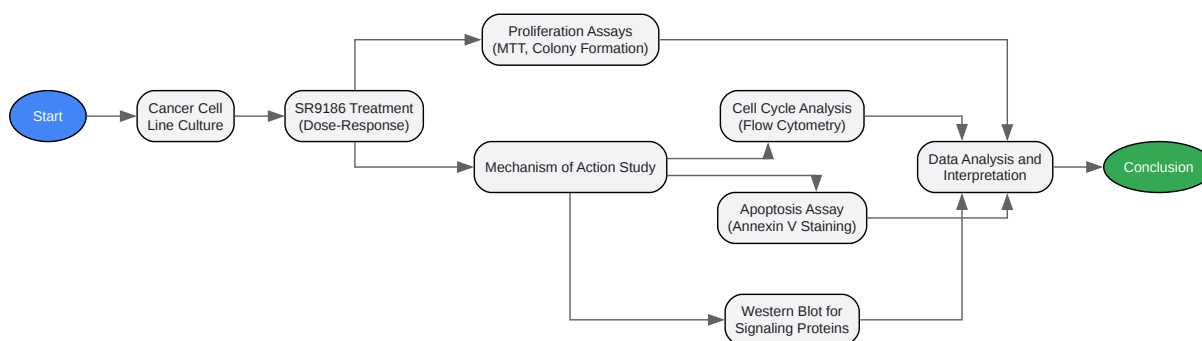 Start
Cancer Cell
Line Culture
SR9186 Treatment
(Dose-Response)
Proliferation Assays
(MTT, Colony Formation)
Mechanism of Action Study
Cell Cycle Analysis
(Flow Cytometry)
Apoptosis Assay
(Annexin V Staining)
Western Blot for
Signaling Proteins
Data Analysis and
Interpretation
Conclusion